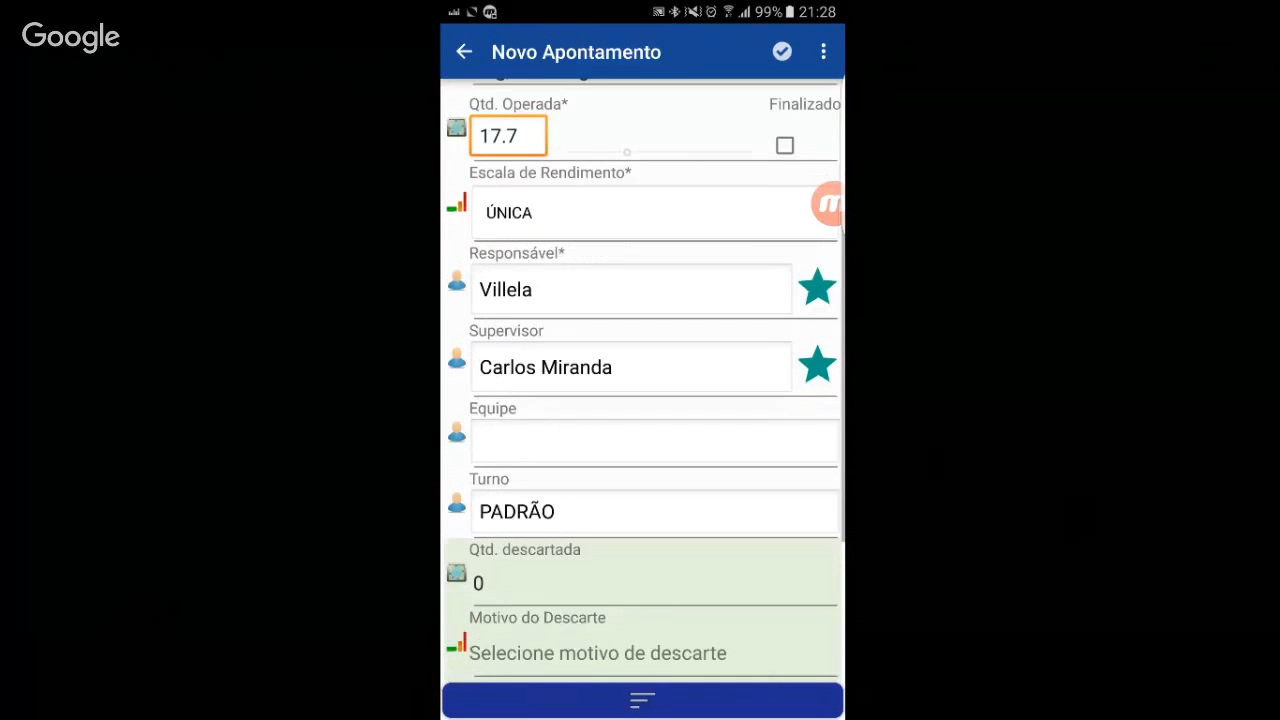 Google
99% 21:28
Novo Apontamento
Qtd. Operada* Finalizado
17.7
Escala de Rendimento*
ÚNICA
Responsável*
Villela
Supervisor
Carlos Miranda
Equipe
Turno
PADRÃO
Qtd. descartada
0
Motivo do Descarte
Selecione motivo de descarte